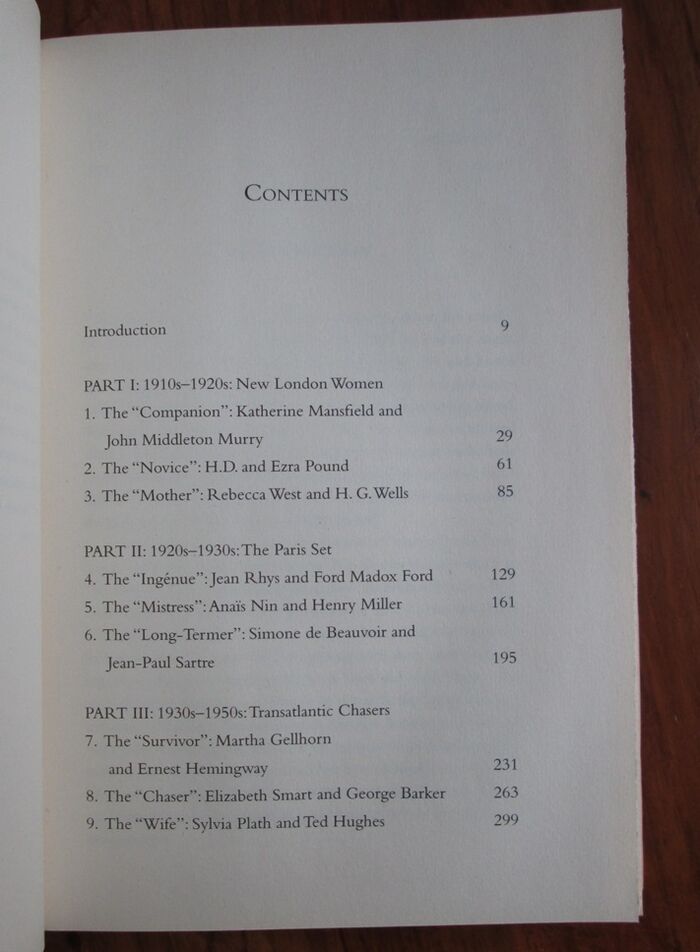 CONTENTS
Introduction 9
PART I: 1910s–1920s: New London Women
1. The “Companion”: Katherine Mansfield and
John Middleton Murry 29
2. The “Novice”: H.D. and Ezra Pound 61
3. The “Mother”: Rebecca West and H. G. Wells 85
PART II: 1920s–1930s: The Paris Set
4. The “Ingénue”: Jean Rhys and Ford Madox Ford 129
5. The “Mistress”: Anaïs Nin and Henry Miller 161
6. The “Long-Termer”: Simone de Beauvoir and
Jean-Paul Sartre 195
PART III: 1930s–1950s: Transatlantic Chasers
7. The “Survivor”: Martha Gellhorn
and Ernest Hemingway 231
8. The “Chaser”: Elizabeth Smart and George Barker 263
9. The “Wife”: Sylvia Plath and Ted Hughes 299